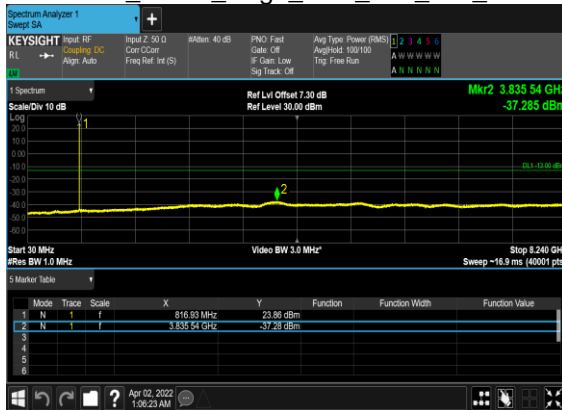 Spectrum Analyzer 1
Swept SA
+
KEYSIGHT Input: RF Input Z: 50 Ω #Atten: 40 dB PNO: Fast Avg Type: Power (RMS) 1 2 3 4 5 6
RL Coupling: DC Corr CCorr Gate: Off Avg|Hold: 100/100 A W W W W W
Align: Auto Freq Ref: Int (S) IF Gain: Low Trig: Free Run
Sig Track: Off A N N N N N
1 Spectrum Ref Lvl Offset 7.30 dB Mkr2 3.835 54 GHz
Scale/Div 10 dB Ref Level 30.00 dBm -37.285 dBm
Log
20.0
10.0
0.00
-10.0
-20.0
-30.0
-40.0
-50.0
-60.0
1
DL1 -13.00 dBm
2
Start 30 MHz Video BW 3.0 MHz* Stop 8.240 GH
#Res BW 1.0 MHz Sweep ~16.9 ms (40001 pts
5 Marker Table
Mode Trace Scale X Y Function Function Width Function Value
1 N 1 f 816.93 MHz 23.86 dBm
2 N 1 f 3.835 54 GHz -37.28 dBm
3
4
5
6
? Apr 02, 2022
1:06:23 AM